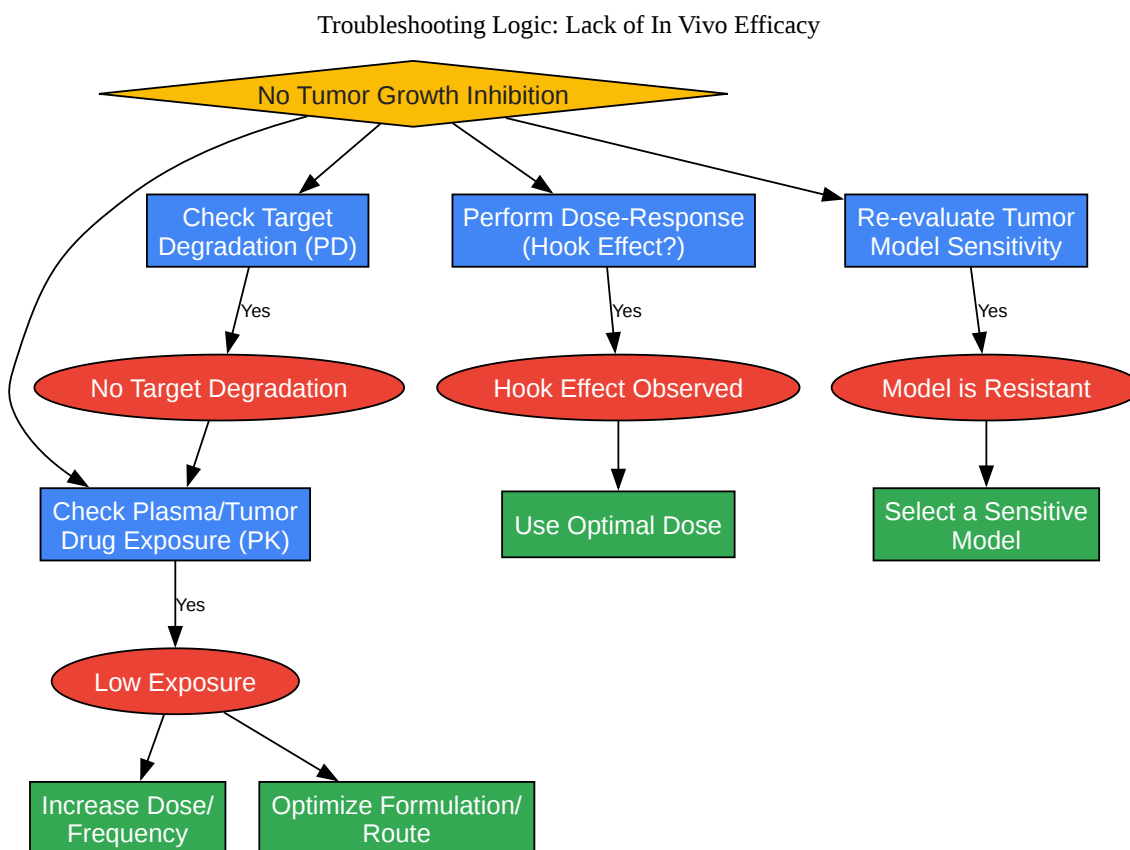 Troubleshooting Logic: Lack of In Vivo Efficacy
No Tumor Growth Inhibition
Check Target
Degradation (PD)
Perform Dose-Response
(Hook Effect?)
Re-evaluate Tumor
Model Sensitivity
Yes
Yes
Yes
No Target Degradation
Hook Effect Observed
Model is Resistant
Check Plasma/Tumor
Drug Exposure (PK)
Use Optimal Dose
Select a Sensitive
Model
Yes
Low Exposure
Increase Dose/
Frequency
Optimize Formulation/
Route